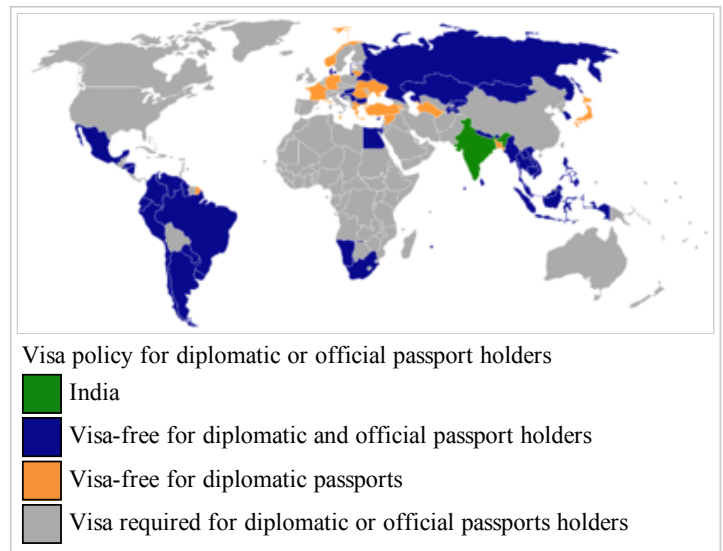 Visa policy for diplomatic or official passport holders
India
Visa-free for diplomatic and official passport holders
Visa-free for diplomatic passports
Visa required for diplomatic or official passports holders